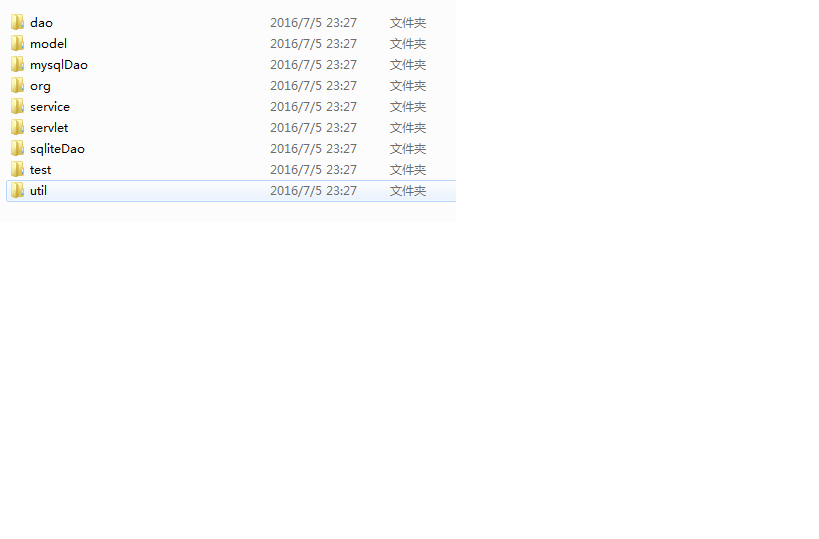 dao 2016/7/5 23:27 文件夹
model 2016/7/5 23:27 文件夹
mysqlDao 2016/7/5 23:27 文件夹
org 2016/7/5 23:27 文件夹
service 2016/7/5 23:27 文件夹
servlet 2016/7/5 23:27 文件夹
sqliteDao 2016/7/5 23:27 文件夹
test 2016/7/5 23:27 文件夹
util 2016/7/5 23:27 文件夹